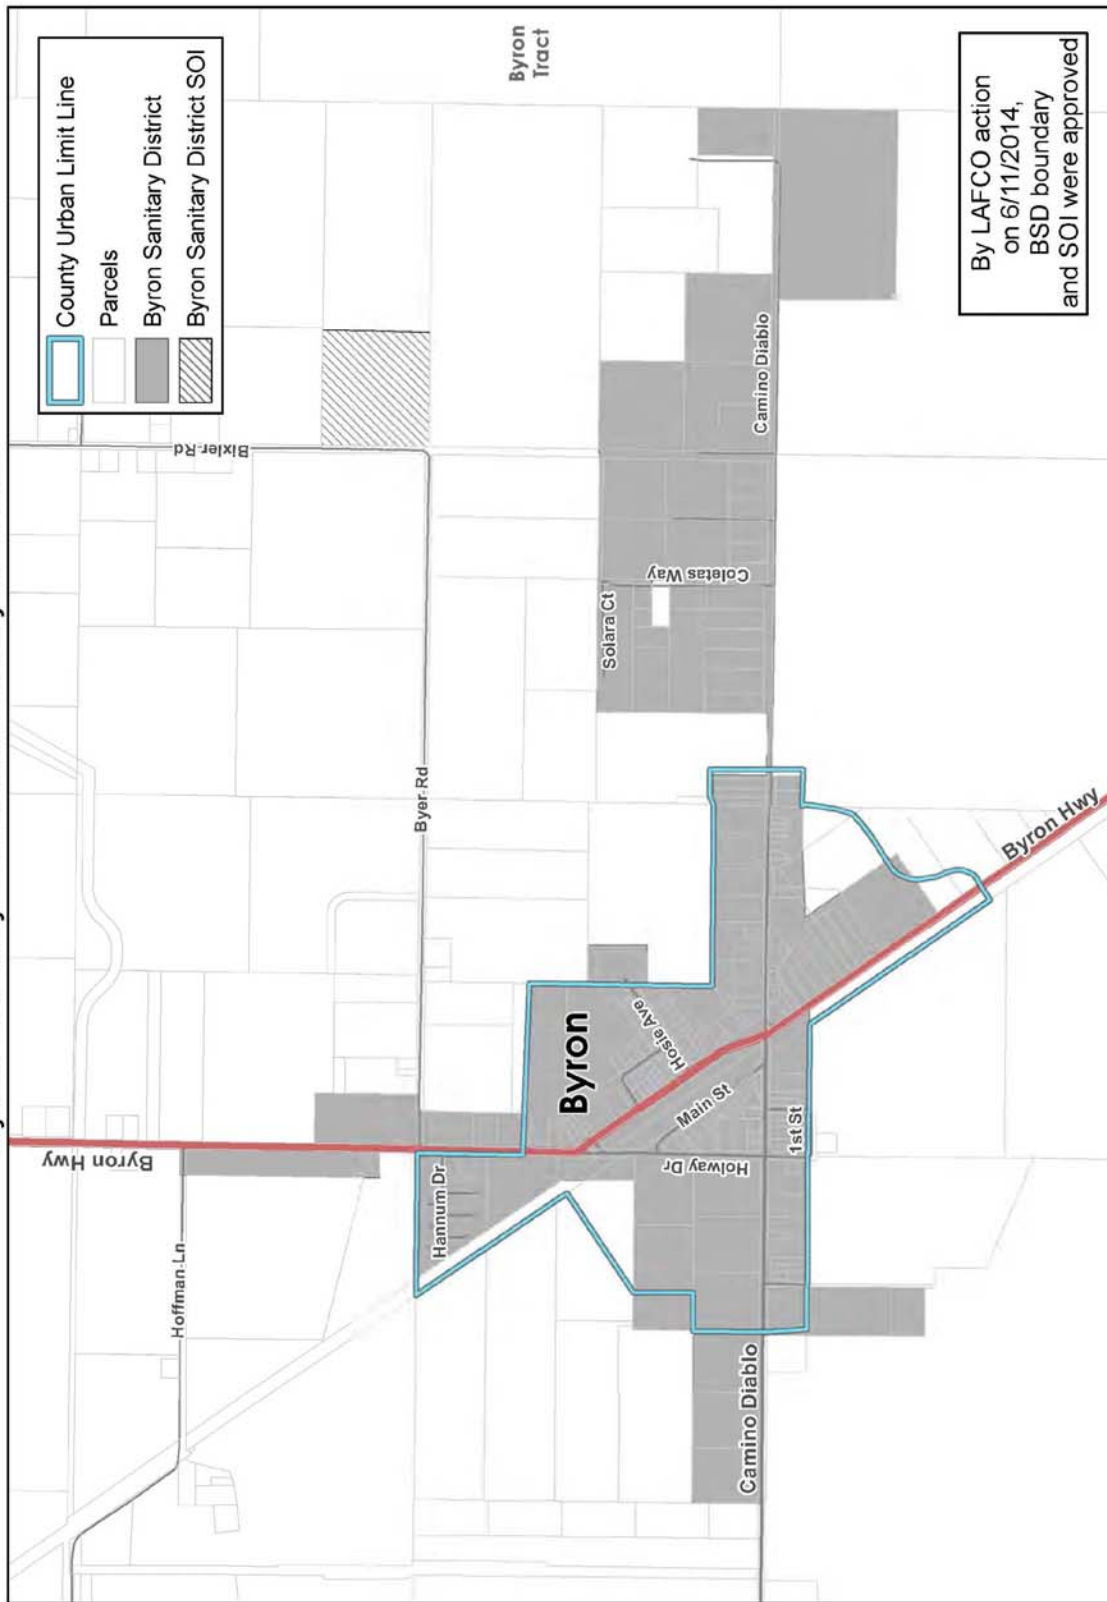 County Urban Limit Line
Parcels
Byron Sanitary District
Byron Sanitary District SOI
Byron
Tract
By LAFCO action
on 6/11/2014,
BSD boundary
and SOI were approved
Bixler Rd
Byer Rd
Byron Hwy
Hoffman Ln
Hannum Dr
Byron
Hosie Ave
Main St
Holway Dr
1st St
Camino Diablo
Solara Ct
Coletas Way
Camino Diablo
Byron Hwy